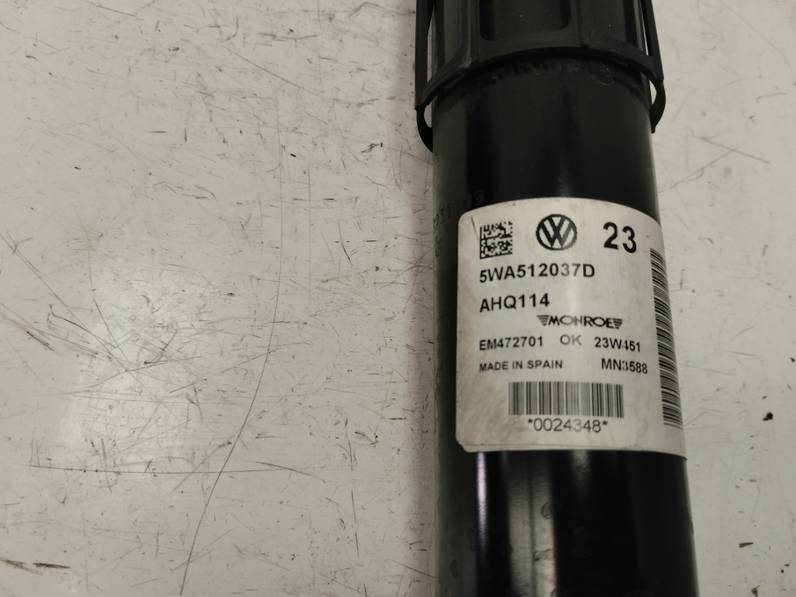 23
5WA512037D
AHQ114
MONROE
EM472701 OK 23W451
MADE IN SPAIN MN3588
*0024348*